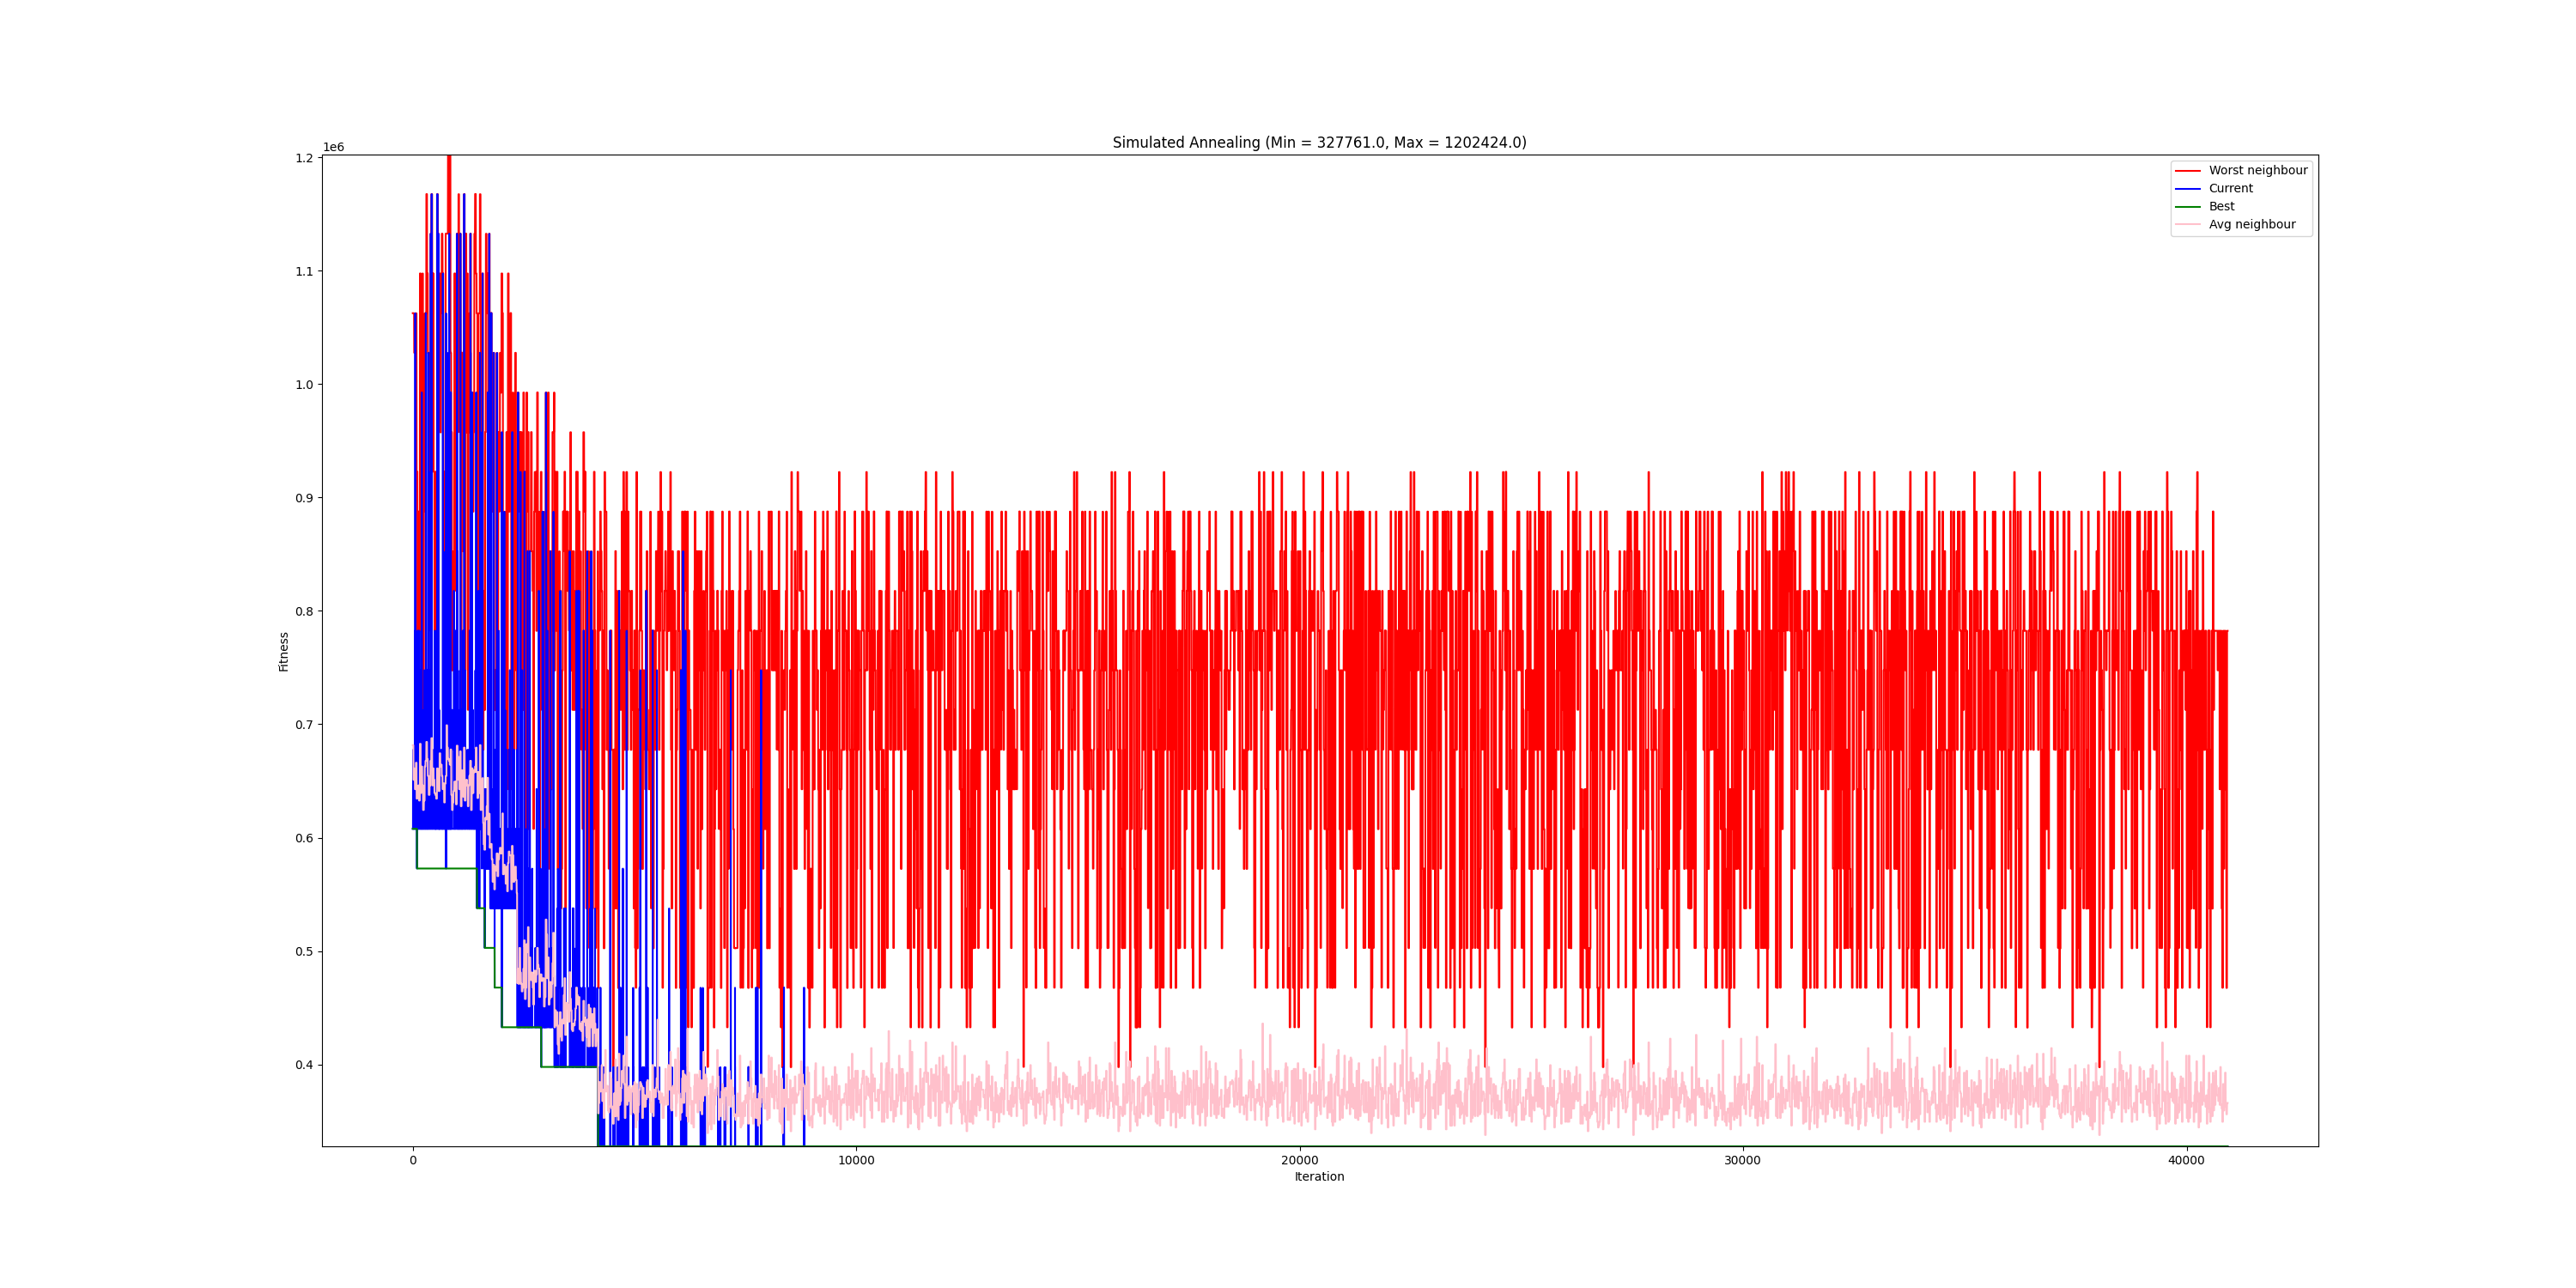 Simulated Annealing (Min = 327761.0, Max = 1202424.0)
1e6
1.2
1.1
1.0
0.9
0.8
0.7
0.6
0.5
0.4
Fitness
Worst neighbour
Current
Best
Avg neighbour
0
10000
20000
30000
40000
Iteration